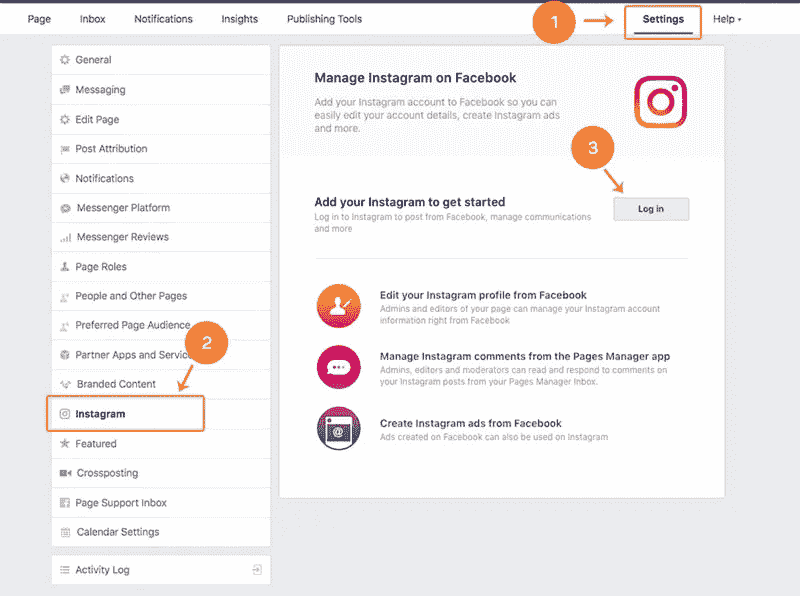 Page Inbox Notifications Insights Publishing Tools 1 Settings Help
General
Messaging
Edit Page
Post Attribution
Notifications
Messenger Platform
Messenger Reviews
Page Roles
People and Other Pages
Preferred Page Audience
Partner Apps and Servic
2
Branded Content
Instagram
Featured
Crossposting
Page Support Inbox
Calendar Settings
Activity Log
Manage Instagram on Facebook
Add your Instagram account to Facebook so you can
easily edit your account details, create Instagram ads
and more.
3
Add your Instagram to get started
Log in to Instagram to post from Facebook, manage communications
and more
Log in
Edit your Instagram profile from Facebook
Admins and editors of your page can manage your Instagram account
information right from Facebook
Manage Instagram comments from the Pages Manager app
Admins, editors and moderators can read and respond to comments on
your Instagram posts from your Pages Manager Inbox.
Create Instagram ads from Facebook
Ads created on Facebook can also be used on Instagram